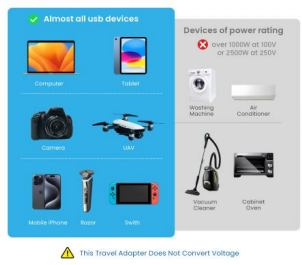 Almost all usb devices
Computer
Tablet
Camera
UAV
Mobile iPhone
Razor
Swith
Devices of power rating
over 1000W at 100V
or 2500W at 250V
Washing
Machine
Air
Conditioner
Vacuum
Cleaner
Cabinet
Oven
This Travel Adapter Does Not Convert Voltage